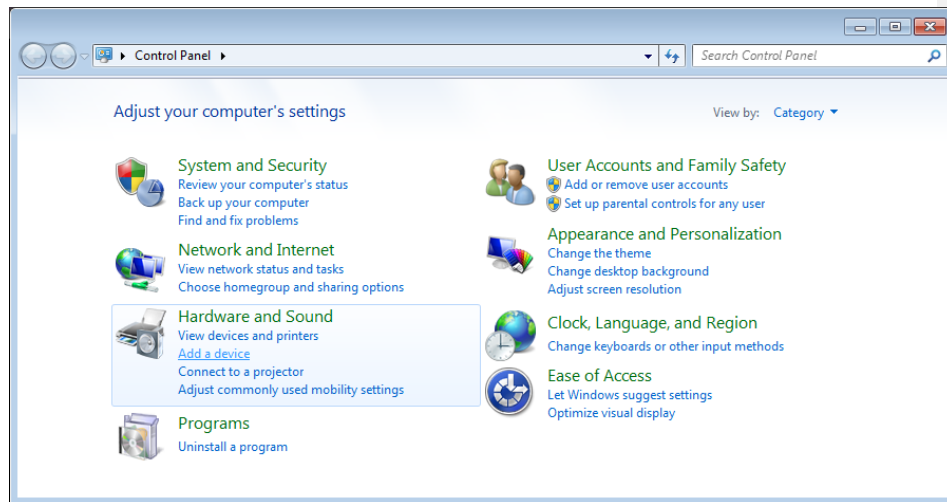 Control Panel
Search Control Panel
Adjust your computer's settings
View by: Category
System and Security
Review your computer's status
Back up your computer
Find and fix problems
Network and Internet
View network status and tasks
Choose homegroup and sharing options
Hardware and Sound
View devices and printers
Add a device
Connect to a projector
Adjust commonly used mobility settings
Programs
Uninstall a program
User Accounts and Family Safety
Add or remove user accounts
Set up parental controls for any user
Appearance and Personalization
Change the theme
Change desktop background
Adjust screen resolution
Clock, Language, and Region
Change keyboards or other input methods
Ease of Access
Let Windows suggest settings
Optimize visual display